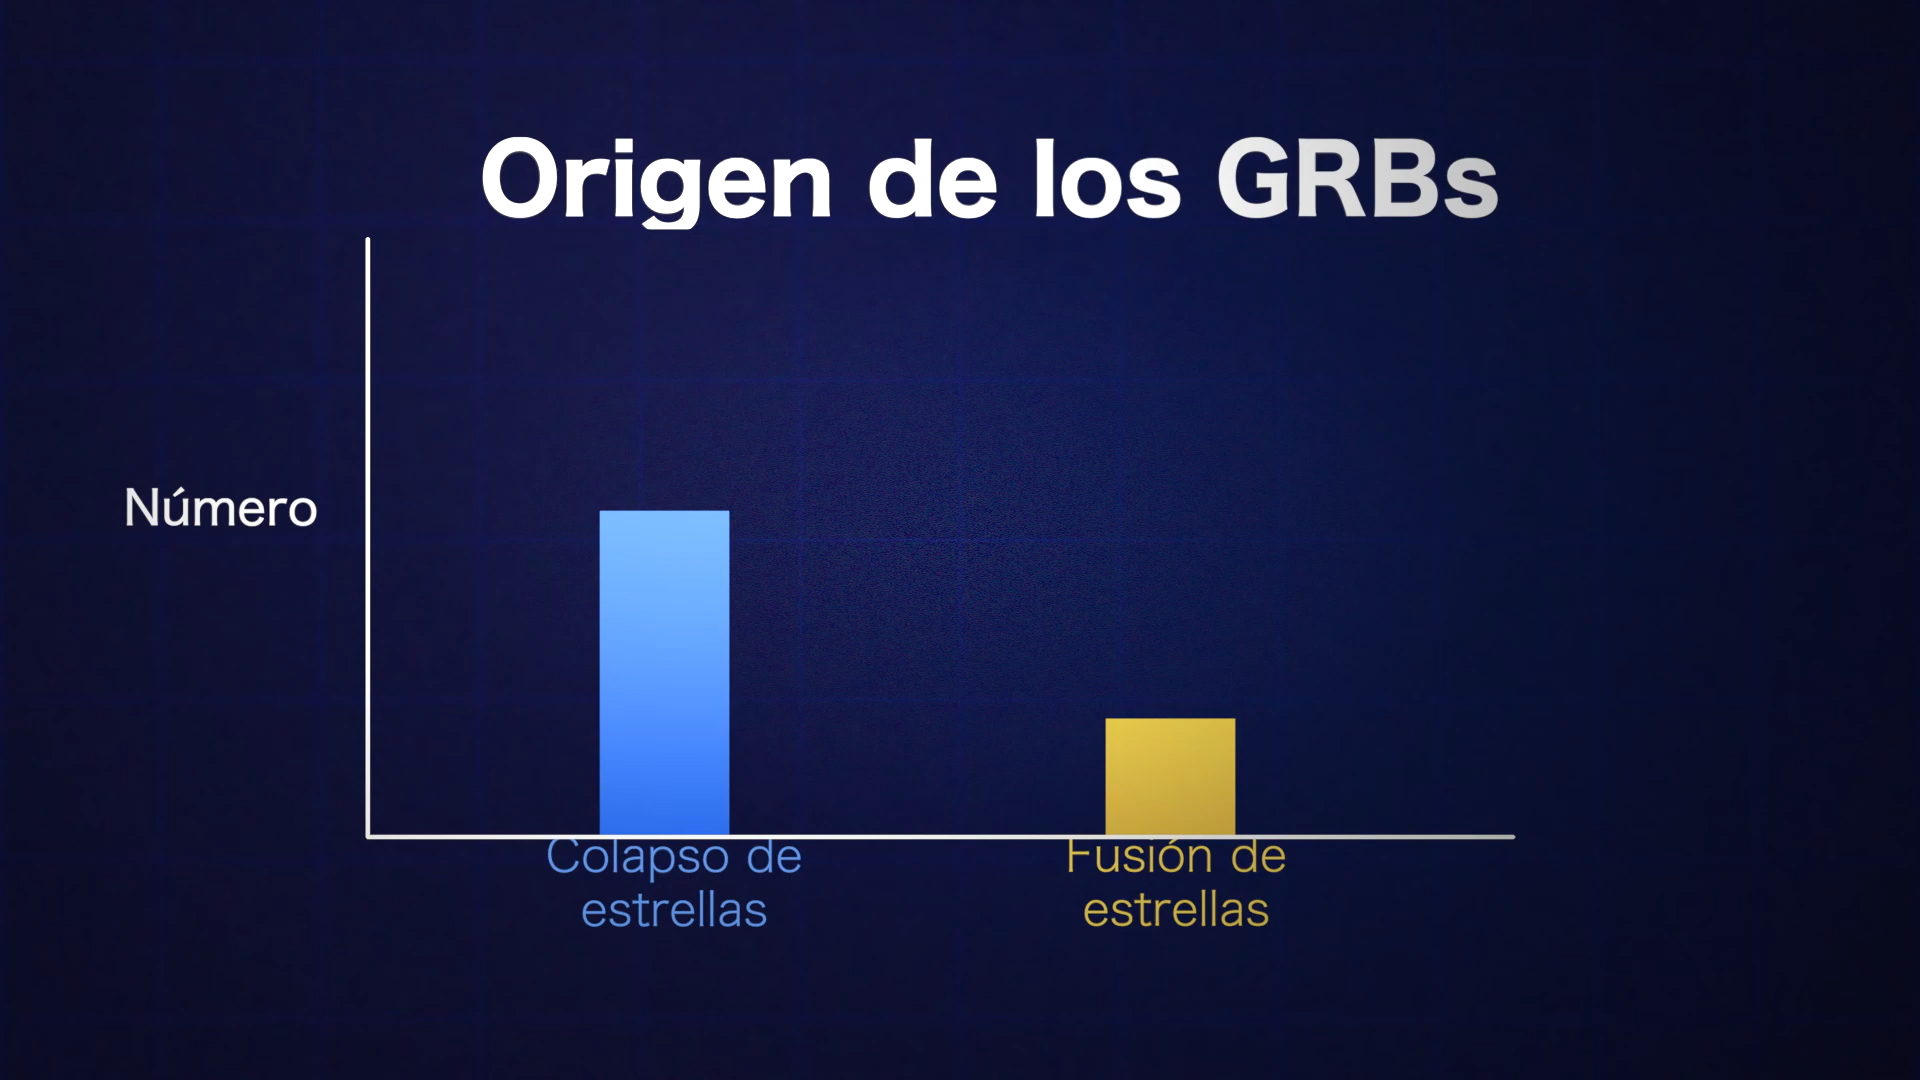 Origen de los GRBs
Número
Colapso de
estrellas
Fusión de
estrellas